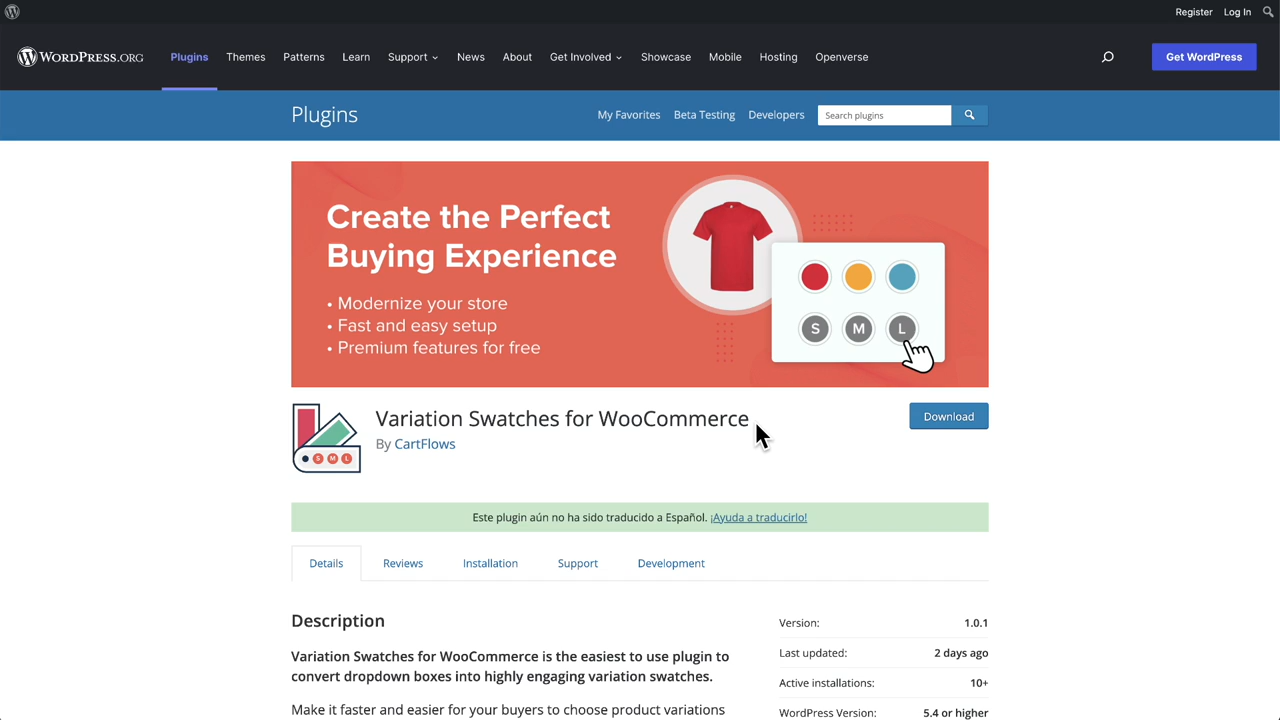 Register Log In
WORDPRESS.ORG Plugins Themes Patterns Learn Support News About Get Involved Showcase Mobile Hosting Openverse Get WordPress
Plugins My Favorites Beta Testing Developers Search plugins
Create the Perfect
Buying Experience
• Modernize your store
• Fast and easy setup
• Premium features for free
S M L
Variation Swatches for WooCommerce
Download
By CartFlows
S M L
Este plugin aún no ha sido traducido a Español. ¡Ayuda a traducirlo!
Details Reviews Installation Support Development
Description
Variation Swatches for WooCommerce is the easiest to use plugin to
convert dropdown boxes into highly engaging variation swatches.
Make it faster and easier for your buyers to choose product variations
Version: 1.0.1
Last updated: 2 days ago
Active installations: 10+
WordPress Version: 5.4 or higher